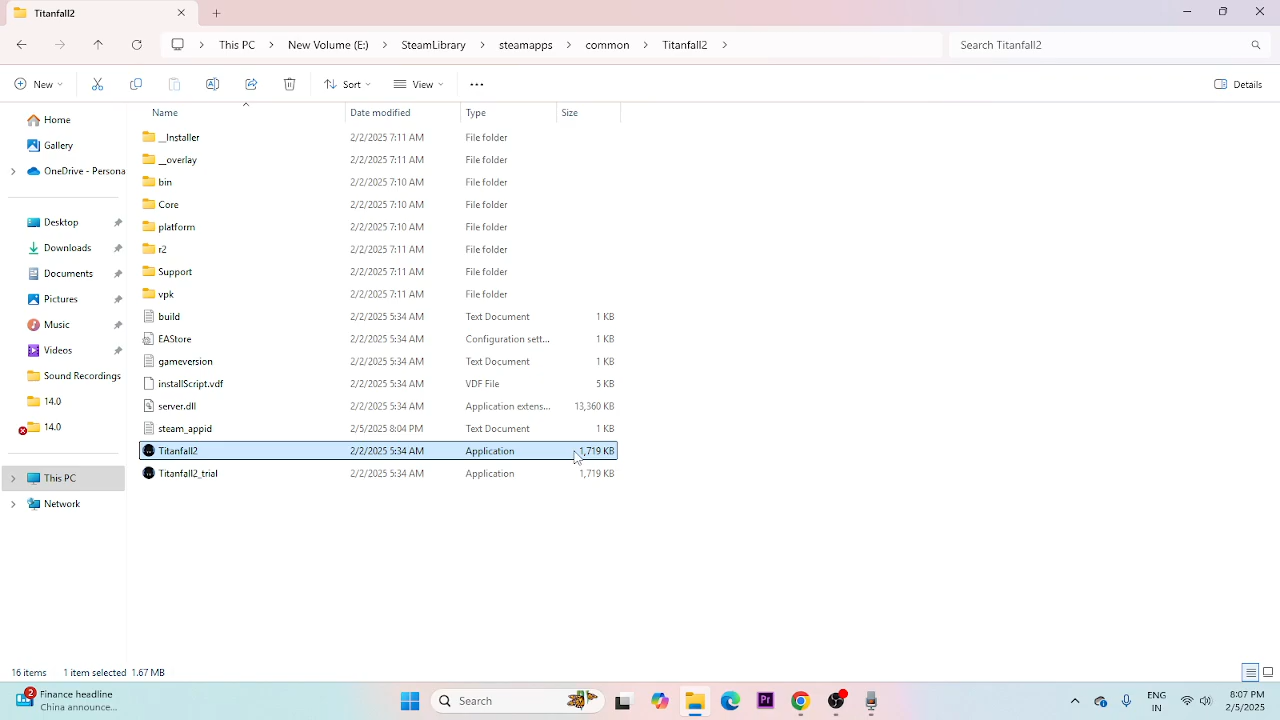 Titanfall2
This PC > New Volume (E:) > SteamLibrary > steamapps > common > Titanfall2 >
Search Titanfall2
New
Sort
View
Details
Name Date modified Type Size
__Installer 2/2/2025 7:11 AM File folder
__overlay 2/2/2025 7:11 AM File folder
bin 2/2/2025 7:10 AM File folder
Core 2/2/2025 7:10 AM File folder
platform 2/2/2025 7:10 AM File folder
r2 2/2/2025 7:11 AM File folder
Support 2/2/2025 7:11 AM File folder
vpk 2/2/2025 7:11 AM File folder
build 2/2/2025 5:34 AM Text Document 1 KB
EAStore 2/2/2025 5:34 AM Configuration sett... 1 KB
gameversion 2/2/2025 5:34 AM Text Document 1 KB
installScript.vdf 2/2/2025 5:34 AM VDF File 5 KB
server.dll 2/2/2025 5:34 AM Application extens... 13,360 KB
steam_appid 2/5/2025 8:04 PM Text Document 1 KB
Titanfall2 2/2/2025 5:34 AM Application 1,719 KB
Titanfall2_trial 2/2/2025 5:34 AM Application 1,719 KB
Home
Gallery
OneDrive - Persona
Desktop
Downloads
Documents
Pictures
Music
Videos
Sound Recordings
14.0
14.0
This PC
Network
16 items 1 item selected 1.67 MB
2
Finance headline
China announce...
Search
Pr
ENG
IN
8:07 PM
2/5/2025